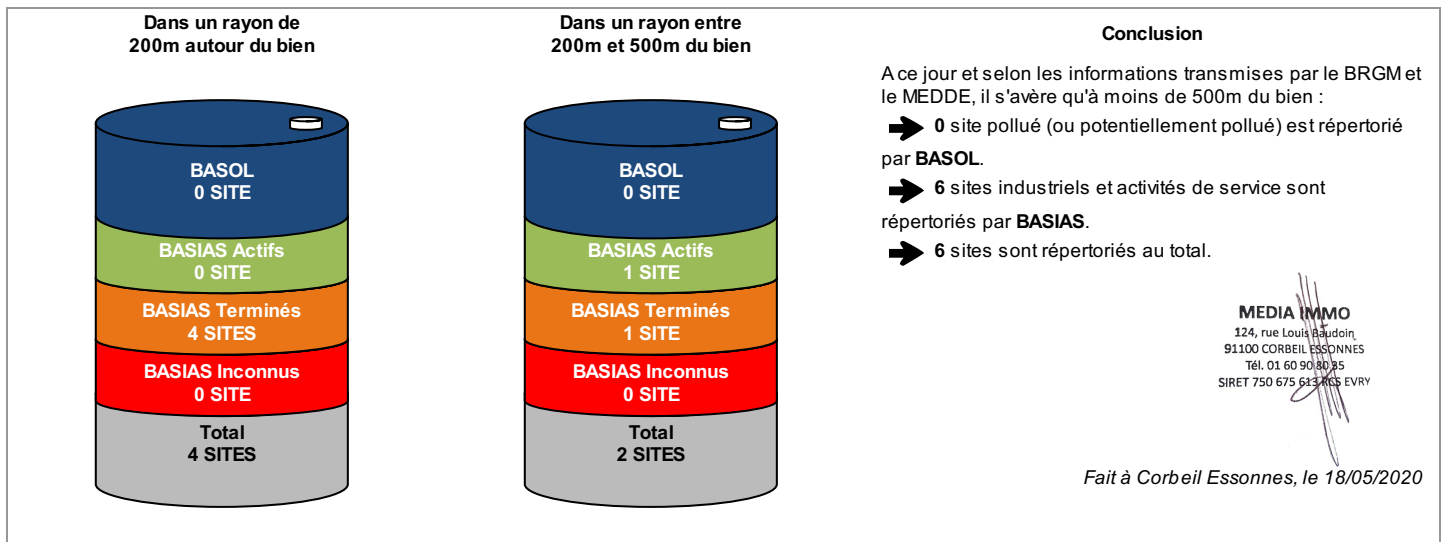 Dans un rayon de
200m autour du bien
BASOL
0 SITE
BASIAS Actifs
0 SITE
BASIAS Terminés
4 SITES
BASIAS Inconnus
0 SITE
Total
4 SITES
Dans un rayon entre
200m et 500m du bien
BASOL
0 SITE
BASIAS Actifs
1 SITE
BASIAS Terminés
1 SITE
BASIAS Inconnus
0 SITE
Total
2 SITES
Conclusion
A ce jour et selon les informations transmises par le BRGM et
le MEDDE, il s'avère qu'à moins de 500m du bien :
0 site pollué (ou potentiellement pollué) est répertorié
par BASOL.
6 sites industriels et activités de service sont
répertoriés par BASIAS.
6 sites sont répertoriés au total.
MEDIA IMMO
124, rue Louis Baudoin
91100 CORBEIL ESSONNES
Tél. 01 60 90 80 85
SIRET 750 675 613 RCS EVRY
Fait à Corbeil Essonnes, le 18/05/2020